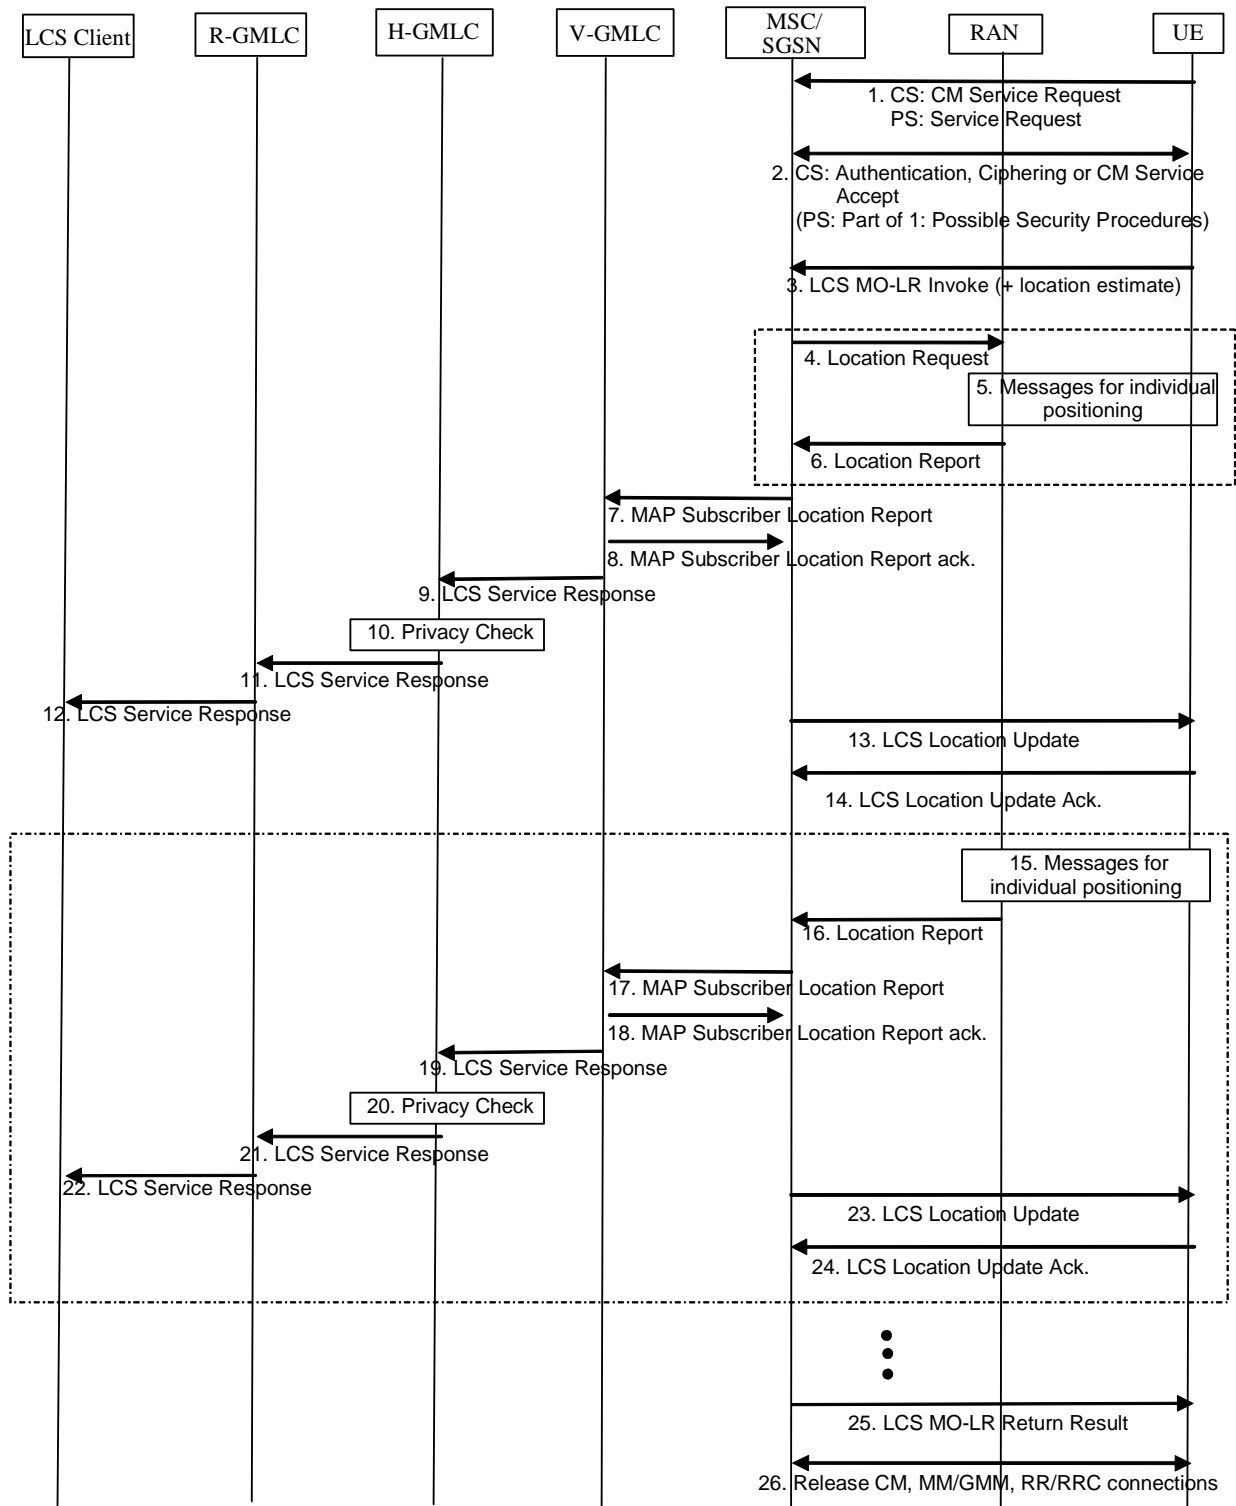 LCS Client
R-GMLC
H-GMLC
V-GMLC
MSC/
SGSN
RAN
UE
1. CS: CM Service Request
PS: Service Request
2. CS: Authentication, Ciphering or CM Service
Accept
(PS: Part of 1: Possible Security Procedures)
3. LCS MO-LR Invoke (+ location estimate)
4. Location Request
5. Messages for individual
positioning
6. Location Report
7. MAP Subscriber Location Report
8. MAP Subscriber Location Report ack.
9. LCS Service Response
10. Privacy Check
11. LCS Service Response
12. LCS Service Response
13. LCS Location Update
14. LCS Location Update Ack.
15. Messages for
individual positioning
16. Location Report
17. MAP Subscriber Location Report
18. MAP Subscriber Location Report ack.
19. LCS Service Response
20. Privacy Check
21. LCS Service Response
22. LCS Service Response
23. LCS Location Update
24. LCS Location Update Ack.
25. LCS MO-LR Return Result
26. Release CM, MM/GMM, RR/RRC connections